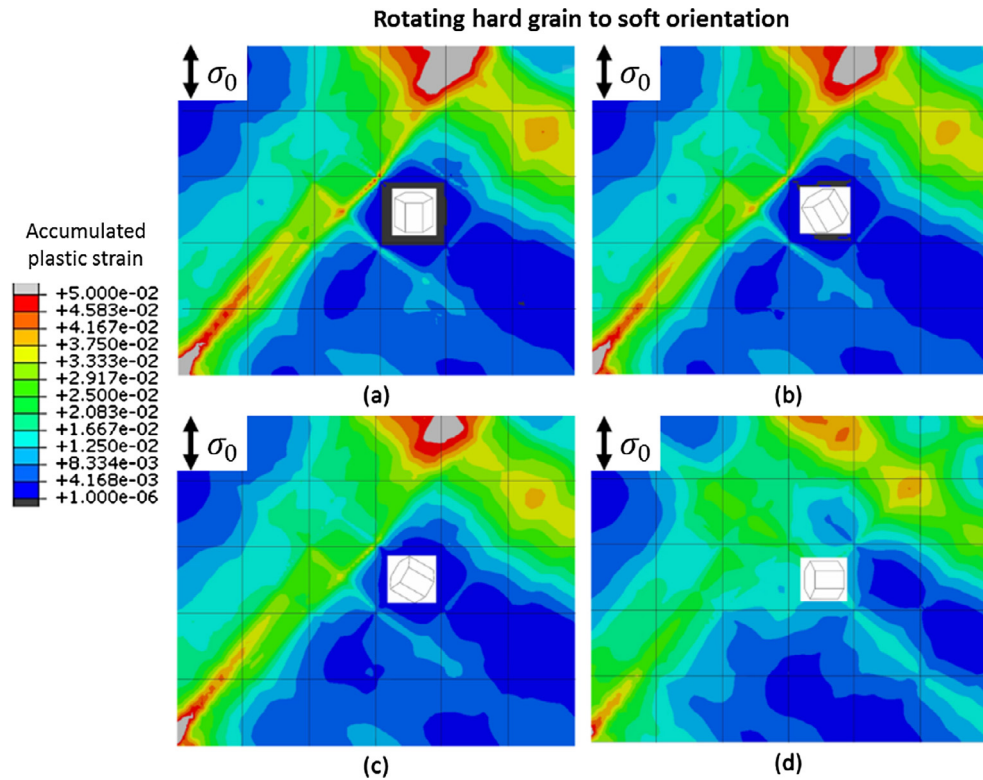 Rotating hard grain to soft orientation
σ₀
σ₀
(a)
(b)
Accumulated
plastic strain
+5.000e-02
+4.583e-02
+4.167e-02
+3.750e-02
+3.333e-02
+2.917e-02
+2.500e-02
+2.083e-02
+1.667e-02
+1.250e-02
+8.334e-03
+4.168e-03
+1.000e-06
σ₀
σ₀
(c)
(d)